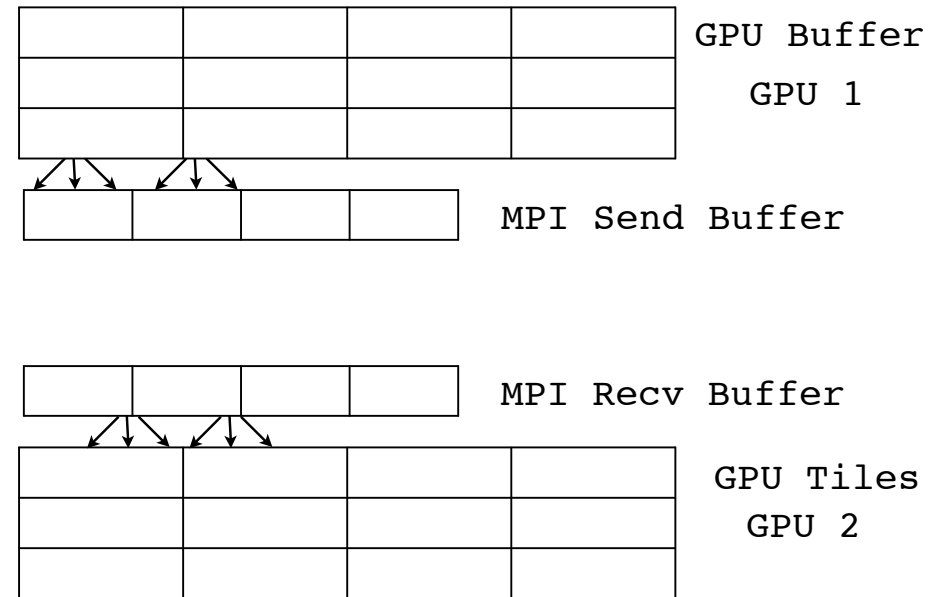 GPU Buffer
GPU 1
MPI Send Buffer
MPI Recv Buffer
GPU Tiles
GPU 2